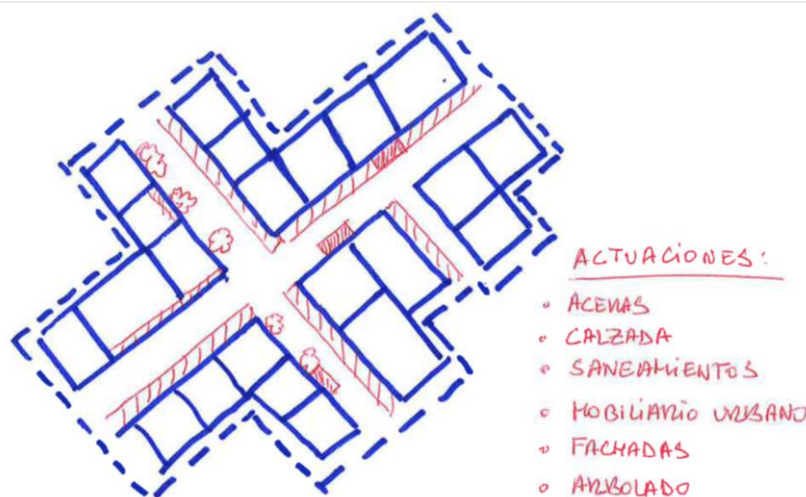 ACTUACIONES:
ACERAS
CALZADA
SANEAMIENTOS
MOBILIARIO URBANO
FACHADAS
ARBOLADO